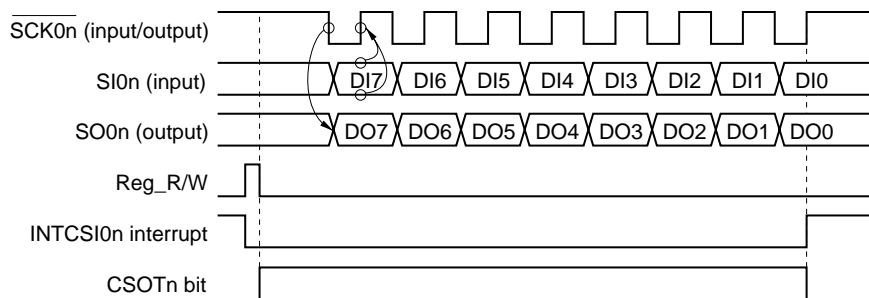 SCK0n (input/output)
SI0n (input) DI7 DI6 DI5 DI4 DI3 DI2 DI1 DI0
SO0n (output) DO7 DO6 DO5 DO4 DO3 DO2 DO1 DO0
Reg_R/W
INTCSI0n interrupt
CSOTn bit